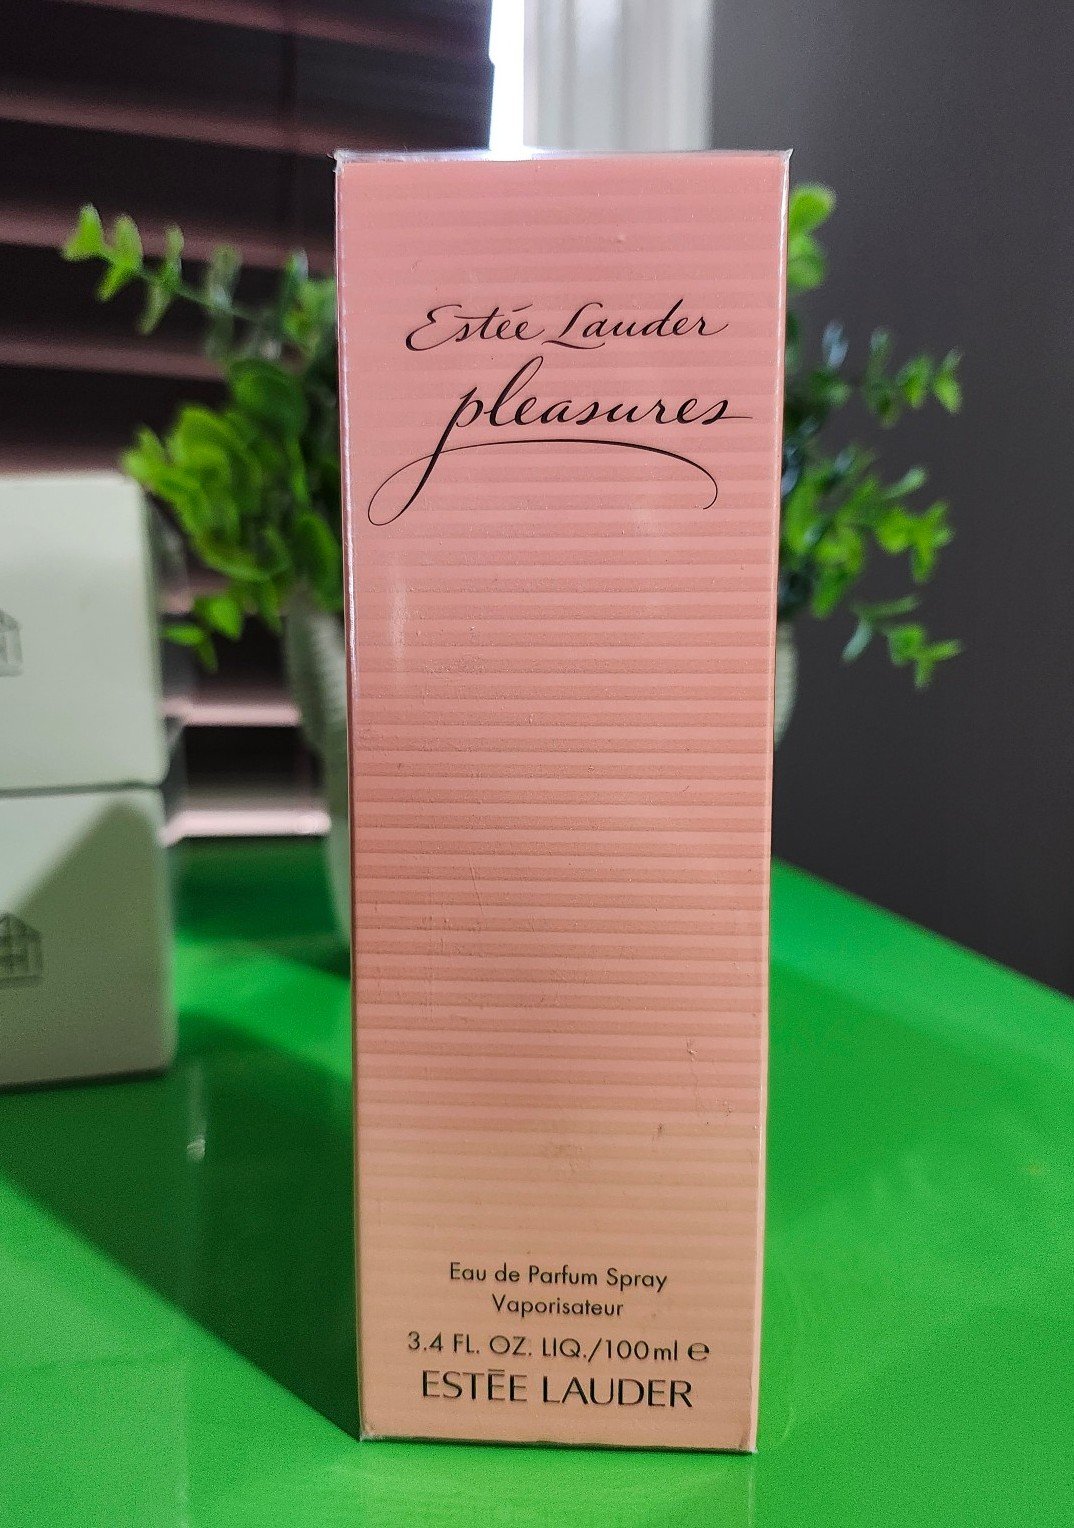 Estée Lauder
pleasures
Eau de Parfum Spray
Vaporisateur
3.4 FL. OZ. LIQ./100ml ℮
ESTĒE LAUDER